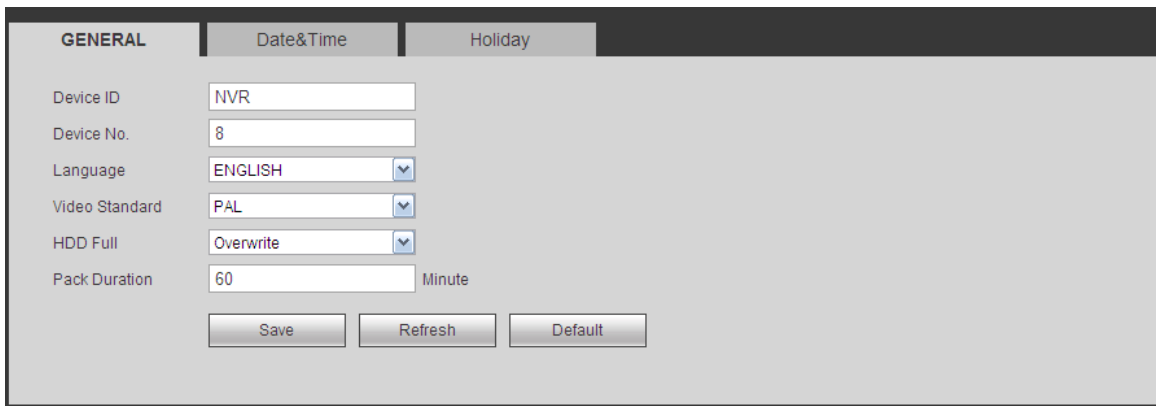 GENERAL Date&Time Holiday
Device ID NVR
Device No. 8
Language ENGLISH
Video Standard PAL
HDD Full Overwrite
Pack Duration 60 Minute
Save Refresh Default